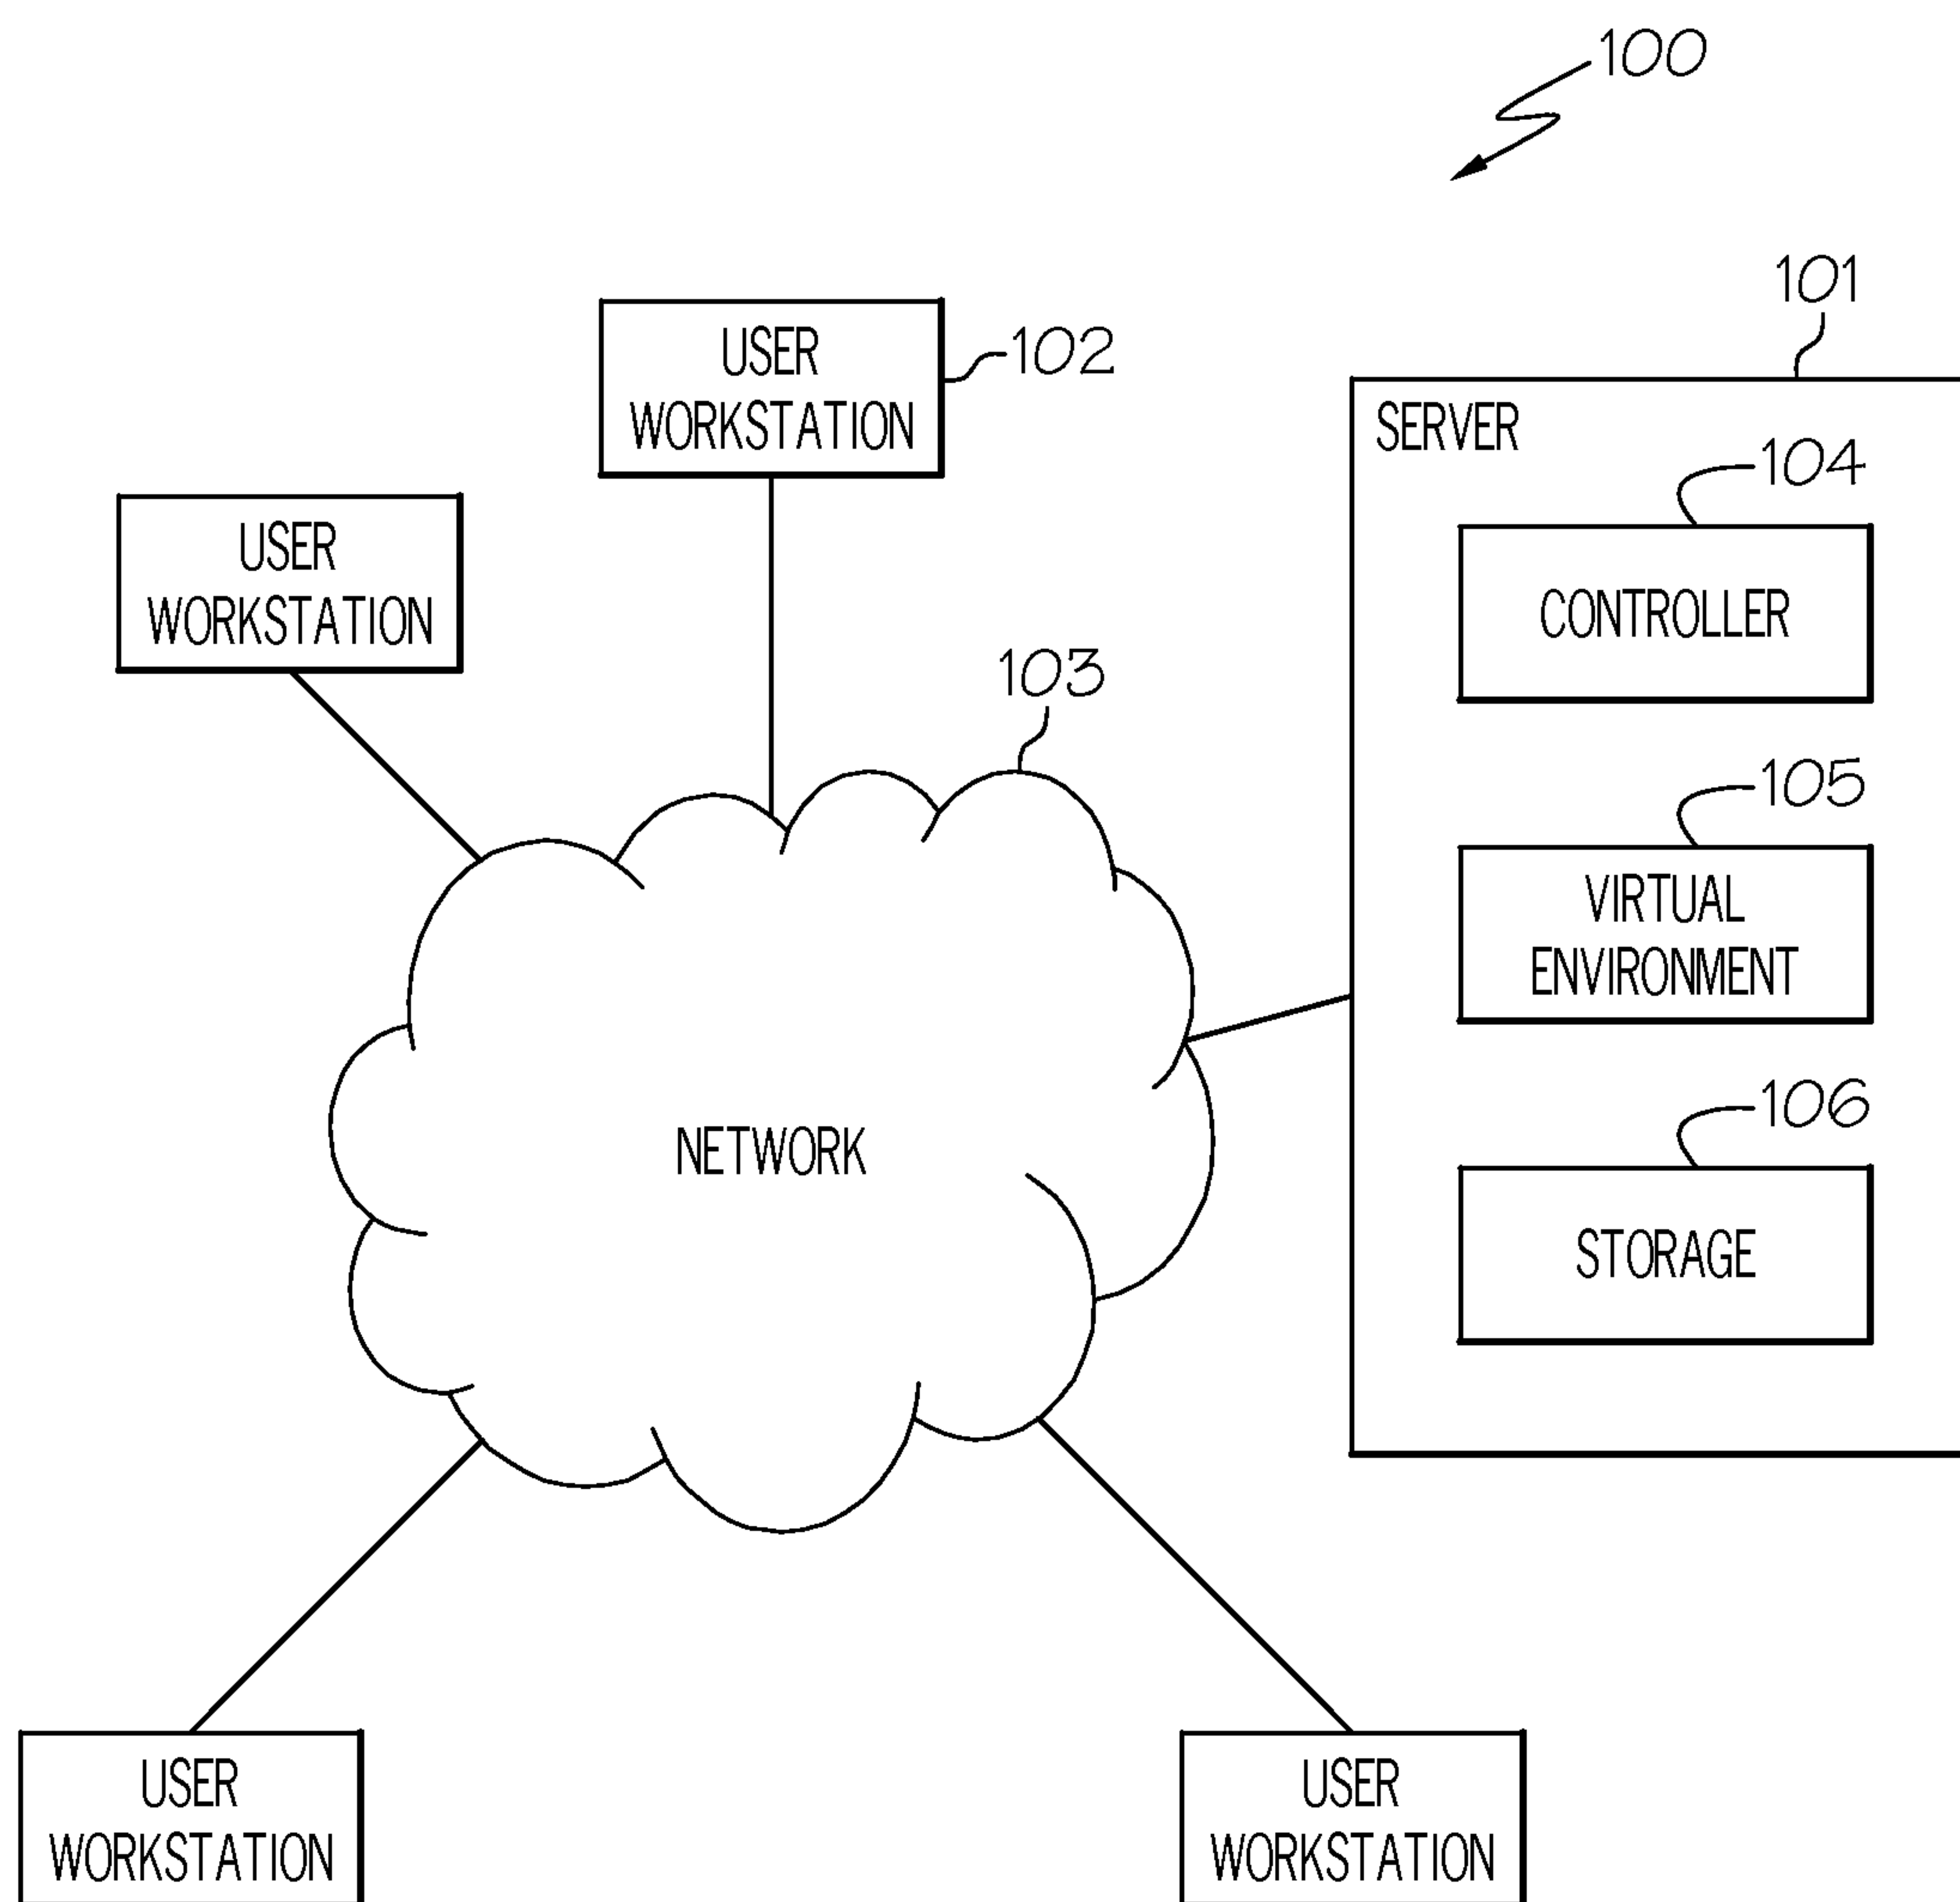 100
101
USER
WORKSTATION
102
SERVER
104
CONTROLLER
USER
WORKSTATION
103
105
VIRTUAL
ENVIRONMENT
NETWORK
106
STORAGE
USER
WORKSTATION
USER
WORKSTATION